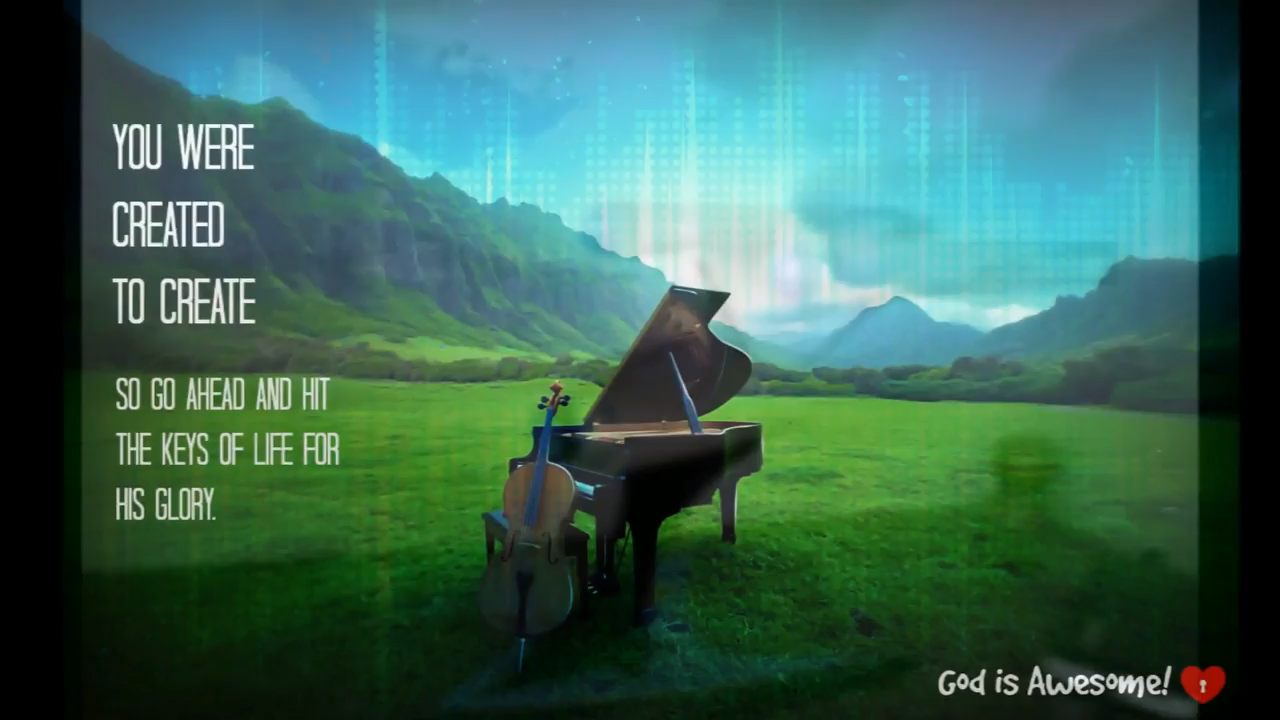 YOU WERE
CREATED
TO CREATE
SO GO AHEAD AND HIT
THE KEYS OF LIFE FOR
HIS GLORY.
God is Awesome!